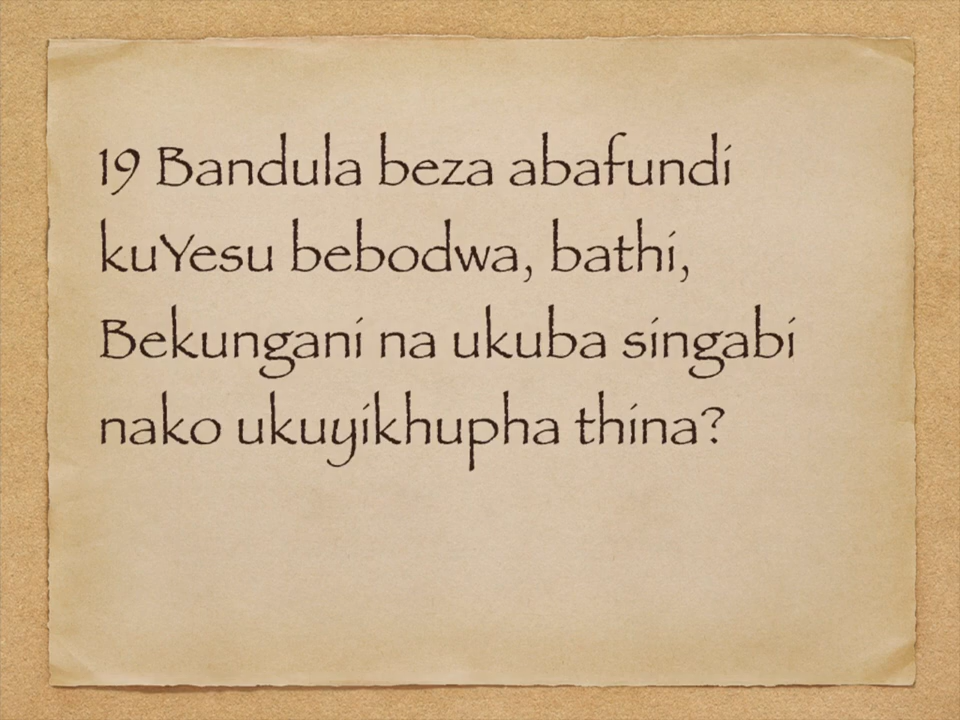 19 Bandula beza abafundi
kuYesu bebodwa, bathi,
Bekungani na ukuba singabi
nako ukuyikhupha thina?